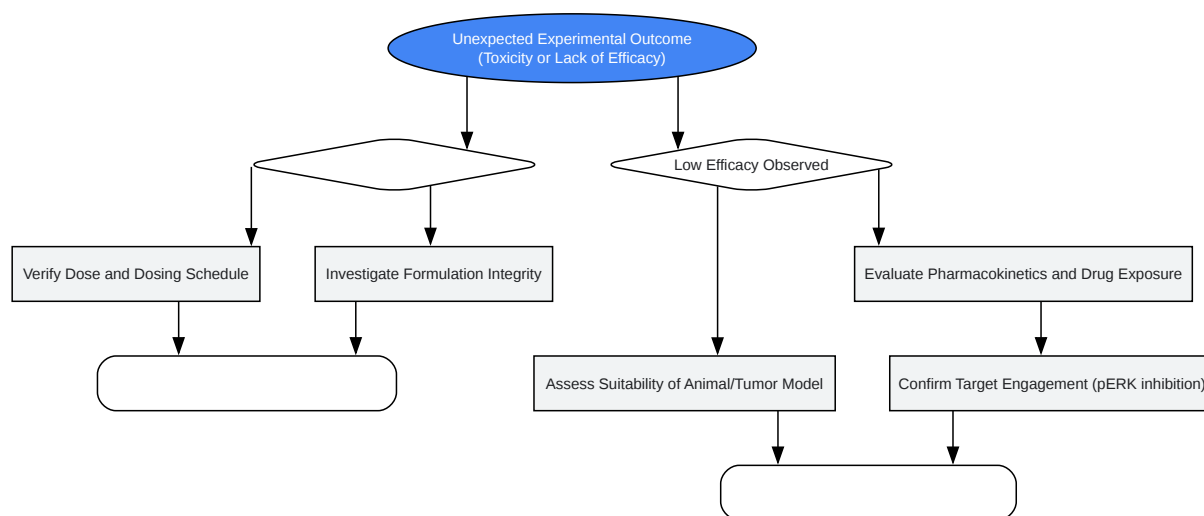 Unexpected Experimental Outcome
(Toxicity or Lack of Efficacy)
Low Efficacy Observed
Verify Dose and Dosing Schedule
Investigate Formulation Integrity
Evaluate Pharmacokinetics and Drug Exposure
Assess Suitability of Animal/Tumor Model
Confirm Target Engagement (pERK inhibition)